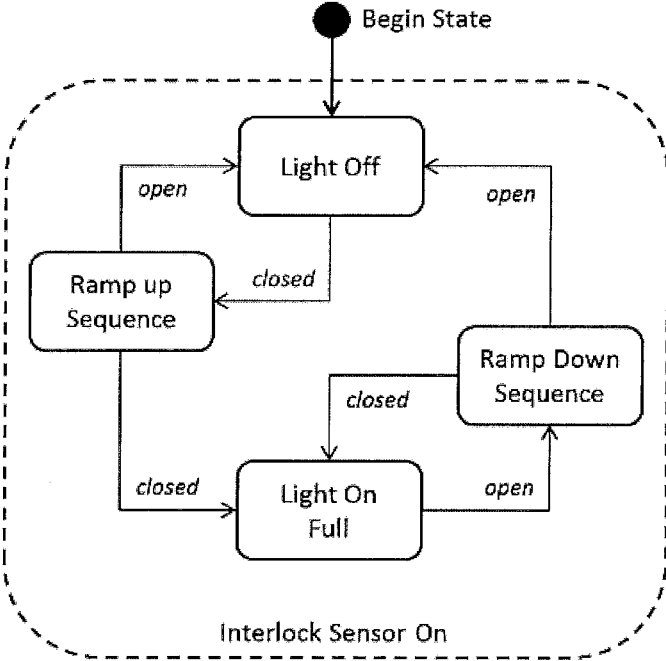 Begin State
Light Off
open
open
closed
Ramp up
Sequence
Ramp Down
Sequence
closed
closed
Light On
Full
open
Interlock Sensor On